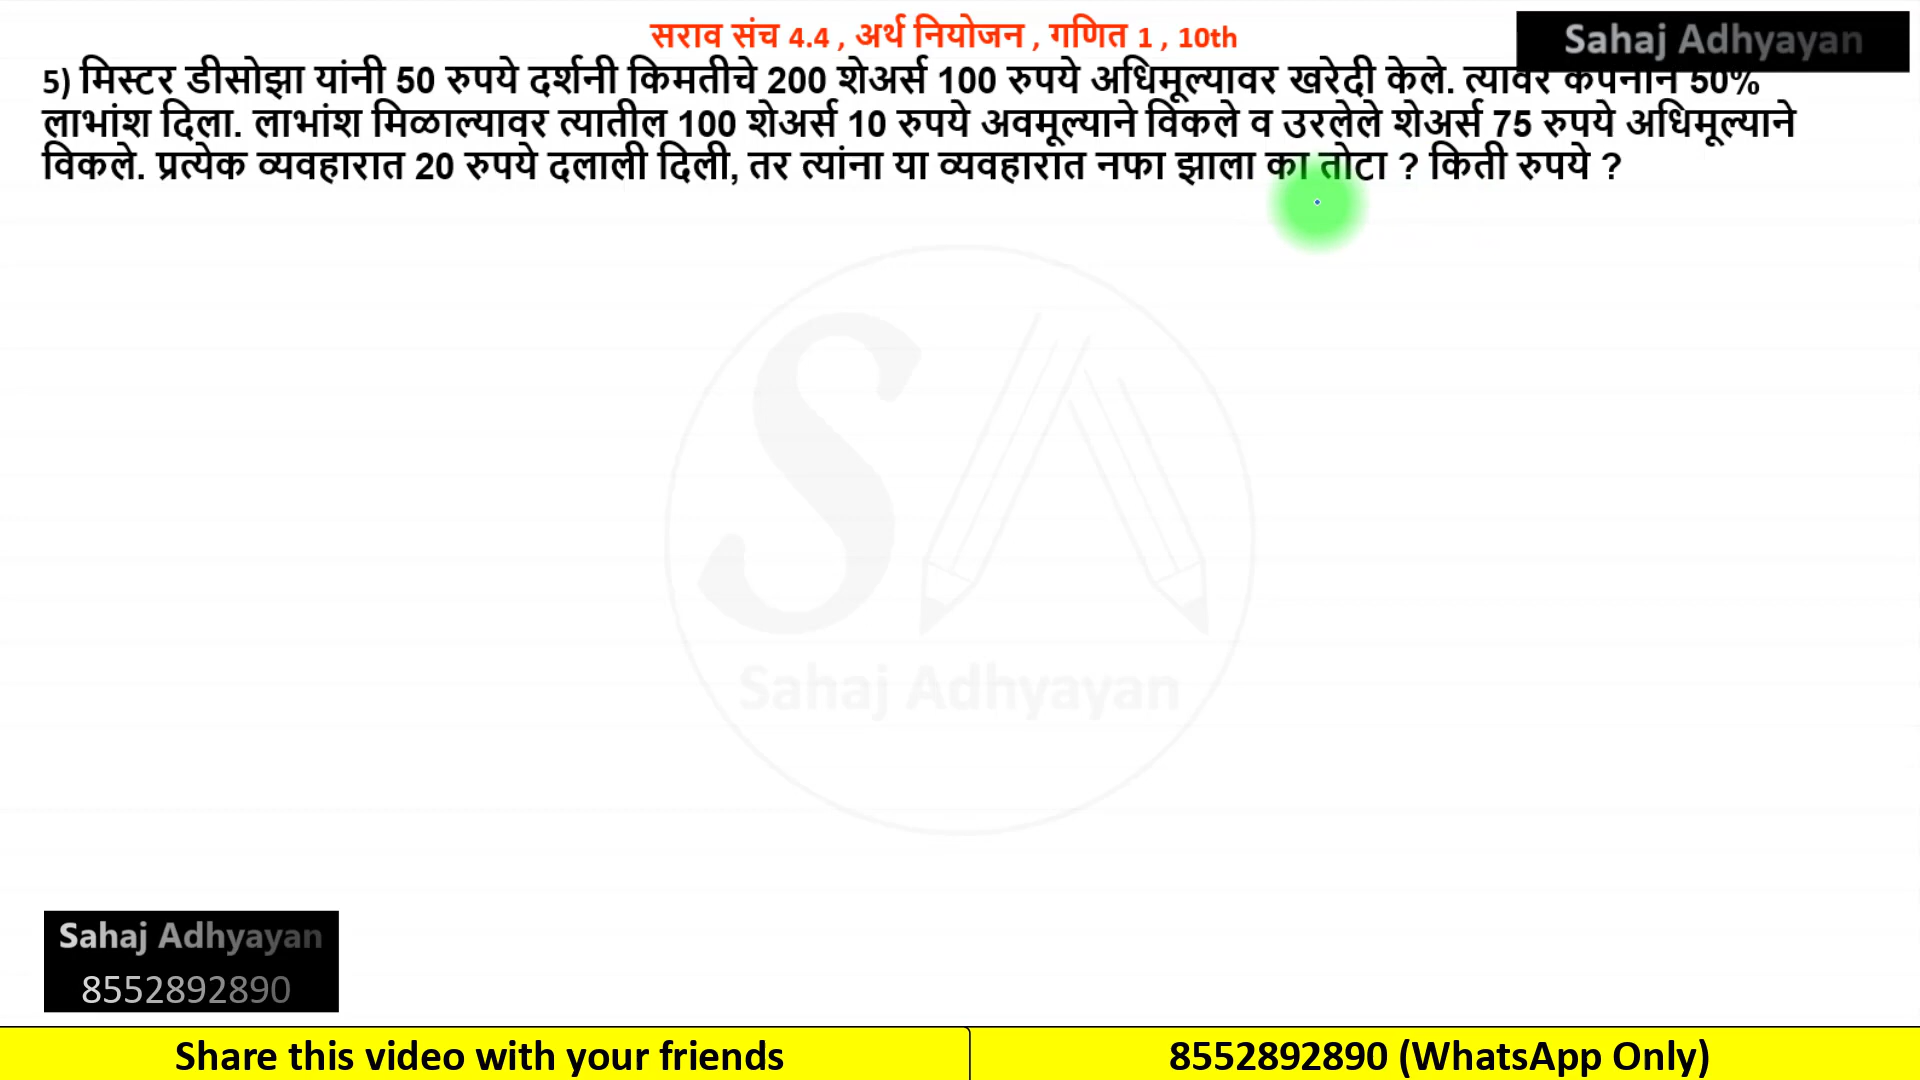 सराव संच 4.4 , अर्थ नियोजन , गणित 1 , 10th
Sahaj Adhyayan
5) मिस्टर डीसोझा यांनी 50 रुपये दर्शनी किमतीचे 200 शेअर्स 100 रुपये अधिमूल्यावर खरेदी केले. त्यावर कंपनीने 50%
लाभांश दिला. लाभांश मिळाल्यावर त्यातील 100 शेअर्स 10 रुपये अवमूल्याने विकले व उरलेले शेअर्स 75 रुपये अधिमूल्याने
विकले. प्रत्येक व्यवहारात 20 रुपये दलाली दिली, तर त्यांना या व्यवहारात नफा झाला का तोटा ? किती रुपये ?
Sahaj Adhyayan
Sahaj Adhyayan
8552892890
Share this video with your friends
8552892890 (WhatsApp Only)